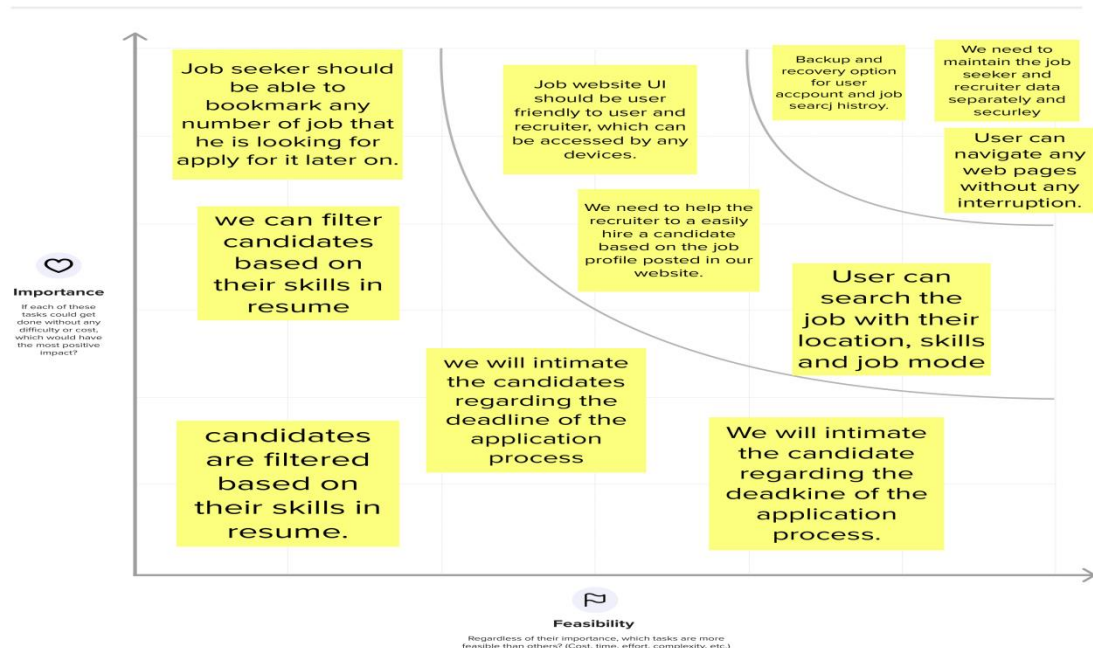 Job seeker should
be able to
bookmark any
number of job that
he is looking for
apply for it later on.
Job website UI
should be user
friendly to user and
recruiter, which can
be accessed by any
devices.
Backup and
recovery option
for user
accpount and job
searcj histroy.
We need to
maintain the job
seeker and
recruiter data
separately and
securley
User can
navigate any
web pages
without any
interruption.
we can filter
candidates
based on
their skills in
resume
We need to help the
recruiter to a easily
hire a candidate
based on the job
profile posted in our
website.
User can
search the
job with their
location, skills
and job mode
Importance
If each of these
tasks could get
done without any
difficulty or cost,
which would have
the most positive
impact?
we will intimate
the candidates
regarding the
deadline of the
application
process
candidates
are filtered
based on
their skills in
resume.
We will intimate
the candidate
regarding the
deadkine of the
application
process.
Feasibility
Regardless of their importance, which tasks are more
feasible than others? (Cost, time, effort, complexity, etc.)